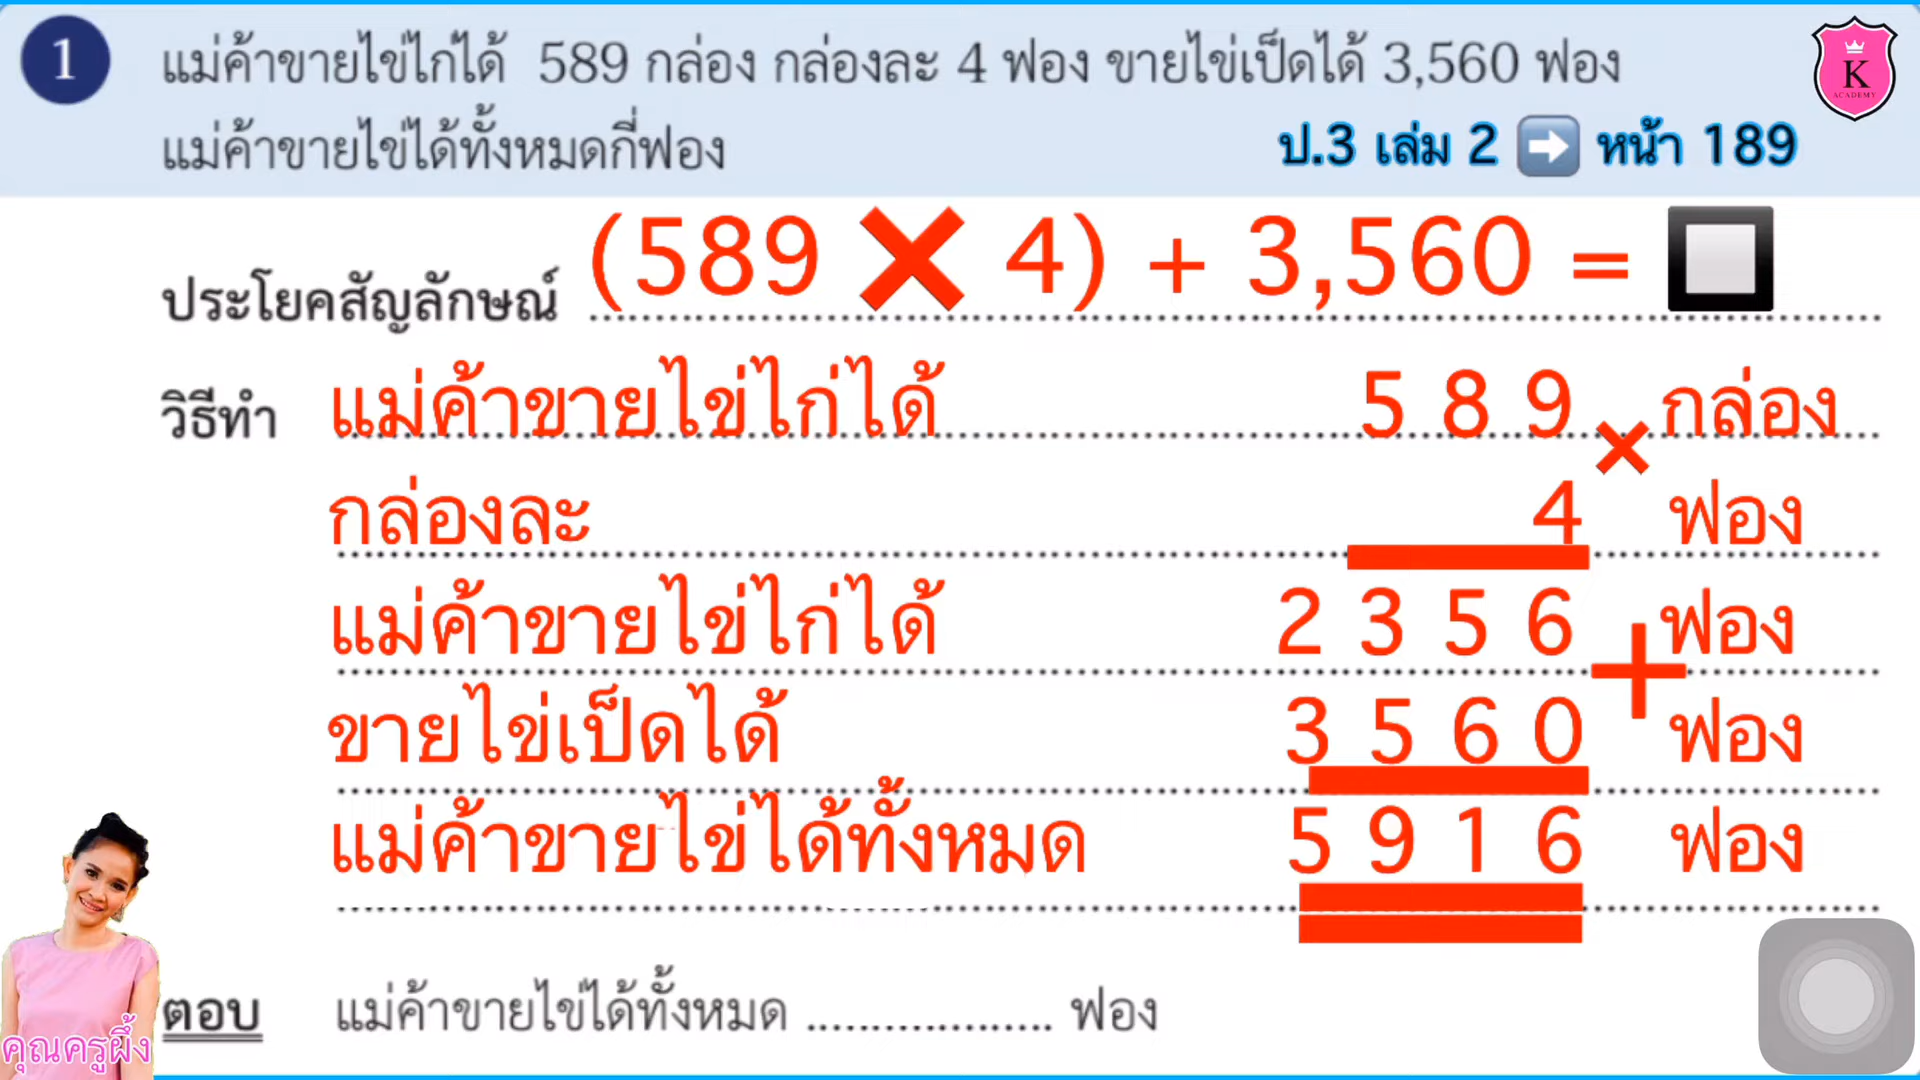 1 แม่ค้าขายไข่ไก่ได้ 589 กล่อง กล่องละ 4 ฟอง ขายไข่เป็ดได้ 3,560 ฟอง
K
ACADEMY
แม่ค้าขายไข่ได้ทั้งหมดกี่ฟอง
ป.3 เล่ม 2 ➡ หน้า 189
ประโยคสัญลักษณ์ (589 ✖ 4) + 3,560 = 🔲
วิธีทำ แม่ค้าขายไข่ไก่ได้ 5 8 9 กล่อง
×
กล่องละ 4 ฟอง
แม่ค้าขายไข่ไก่ได้ 2 3 5 6 ฟอง
+
ขายไข่เป็ดได้ 3 5 6 0 ฟอง
แม่ค้าขายไข่ได้ทั้งหมด 5 9 1 6 ฟอง
ตอบ แม่ค้าขายไข่ได้ทั้งหมด ................... ฟอง
คุณครูผึ้ง